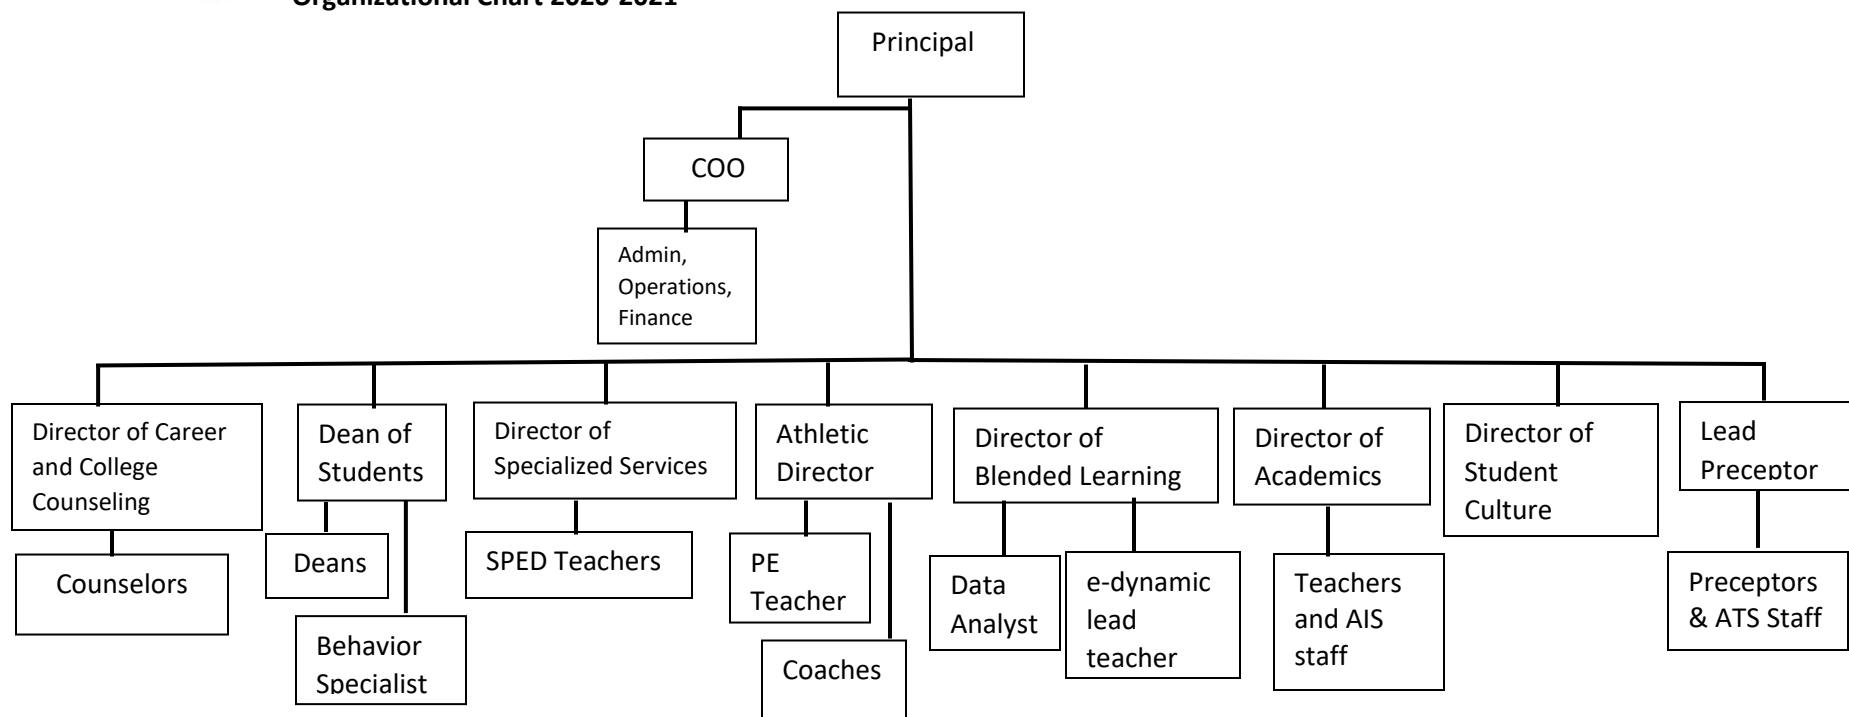 Organizational Chart 2020-2021
Principal
COO
Admin,
Operations,
Finance
Director of Career
and College
Counseling
Dean of
Students
Director of
Specialized Services
Athletic
Director
Director of
Blended Learning
Director of
Academics
Director of
Student
Culture
Lead
Preceptor
Counselors
Deans
Behavior
Specialist
SPED Teachers
PE
Teacher
Coaches
Data
Analyst
e-dynamic
lead
teacher
Teachers
and AIS
staff
Preceptors
& ATS Staff